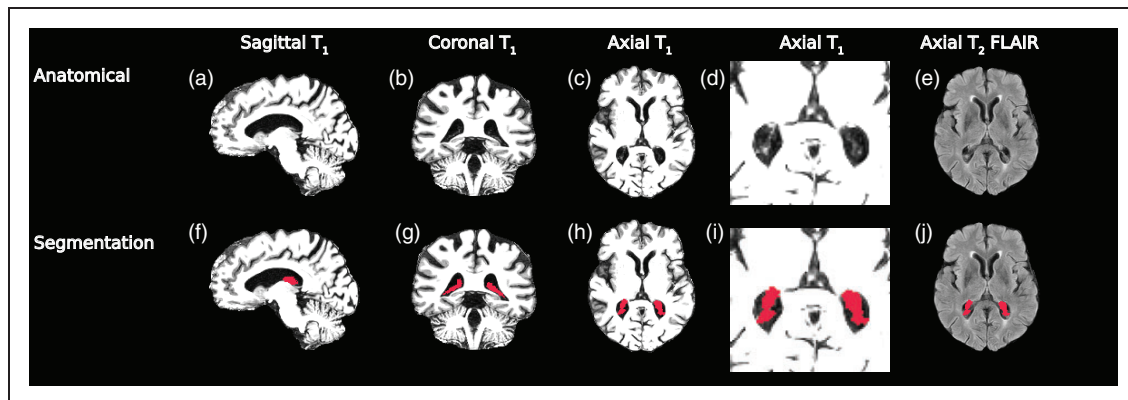 Sagittal T1 Coronal T1 Axial T1 Axial T1 Axial T2 FLAIR
Anatomical (a) (b) (c) (d) (e)
Segmentation (f) (g) (h) (i) (j)